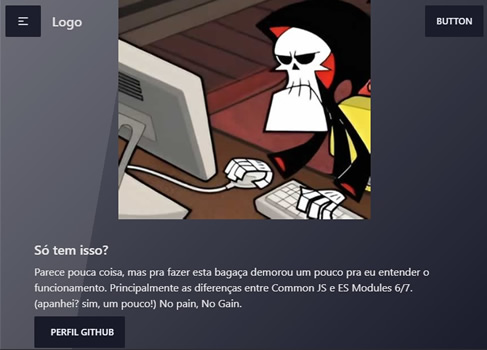 Logo
BUTTON
Só tem isso?
Parece pouca coisa, mas pra fazer esta bagaça demorou um pouco pra eu entender o
funcionamento. Principalmente as diferenças entre Common JS e ES Modules 6/7.
(apanhei? sim, um pouco!) No pain, No Gain.
PERFIL GITHUB